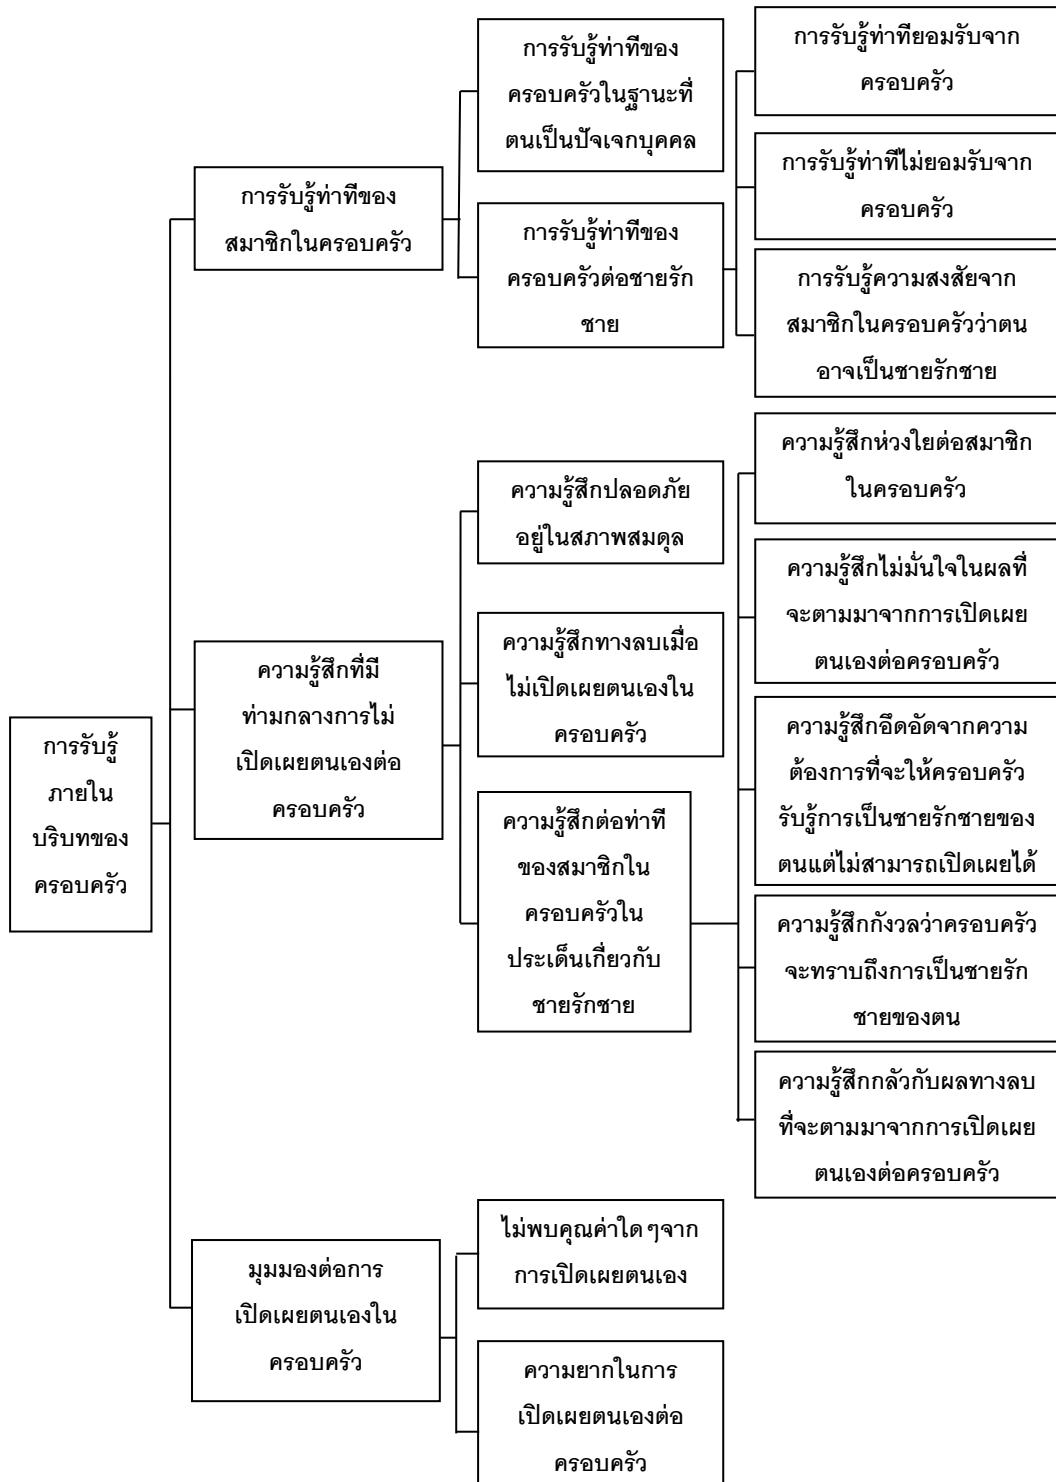 การรับรู้
ภายใน
บริบทของ
ครอบครัว
การรับรู้ท่าทีของ
สมาชิกในครอบครัว
การรับรู้ท่าทีของ
ครอบครัวในฐานะที่
ตนเป็นปัจเจกบุคคล
การรับรู้ท่าทีของ
ครอบครัวต่อชายรัก
ชาย
การรับรู้ท่าทียอมรับจาก
ครอบครัว
การรับรู้ท่าทีไม่ยอมรับจาก
ครอบครัว
การรับรู้ความสงสัยจาก
สมาชิกในครอบครัวว่าตน
อาจเป็นชายรักชาย
ความรู้สึกที่มี
ท่ามกลางการไม่
เปิดเผยตนเองต่อ
ครอบครัว
ความรู้สึกปลอดภัย
อยู่ในสภาพสมดุล
ความรู้สึกทางลบเมื่อ
ไม่เปิดเผยตนเองใน
ครอบครัว
ความรู้สึกต่อท่าที
ของสมาชิกใน
ครอบครัวใน
ประเด็นเกี่ยวกับ
ชายรักชาย
ความรู้สึกห่วงใยต่อสมาชิก
ในครอบครัว
ความรู้สึกไม่มั่นใจในผลที่
จะตามมาจากการเปิดเผย
ตนเองต่อครอบครัว
ความรู้สึกอึดอัดจากความ
ต้องการที่จะให้ครอบครัว
รับรู้การเป็นชายรักชายของ
ตนแต่ไม่สามารถเปิดเผยได้
ความรู้สึกกังวลว่าครอบครัว
จะทราบถึงการเป็นชายรัก
ชายของตน
ความรู้สึกกลัวกับผลทางลบ
ที่จะตามมาจากการเปิดเผย
ตนเองต่อครอบครัว
มุมมองต่อการ
เปิดเผยตนเองใน
ครอบครัว
ไม่พบคุณค่าใด ๆจาก
การเปิดเผยตนเอง
ความยากในการ
เปิดเผยตนเองต่อ
ครอบครัว